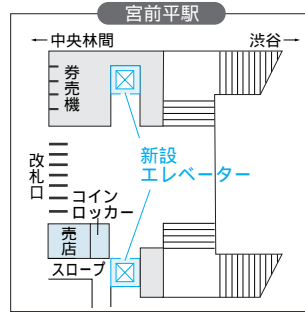 宮前平駅
←中央林間
渋谷→
券売機
新設
エレベーター
改札口
コイン
ロッカー
売店
スロープ